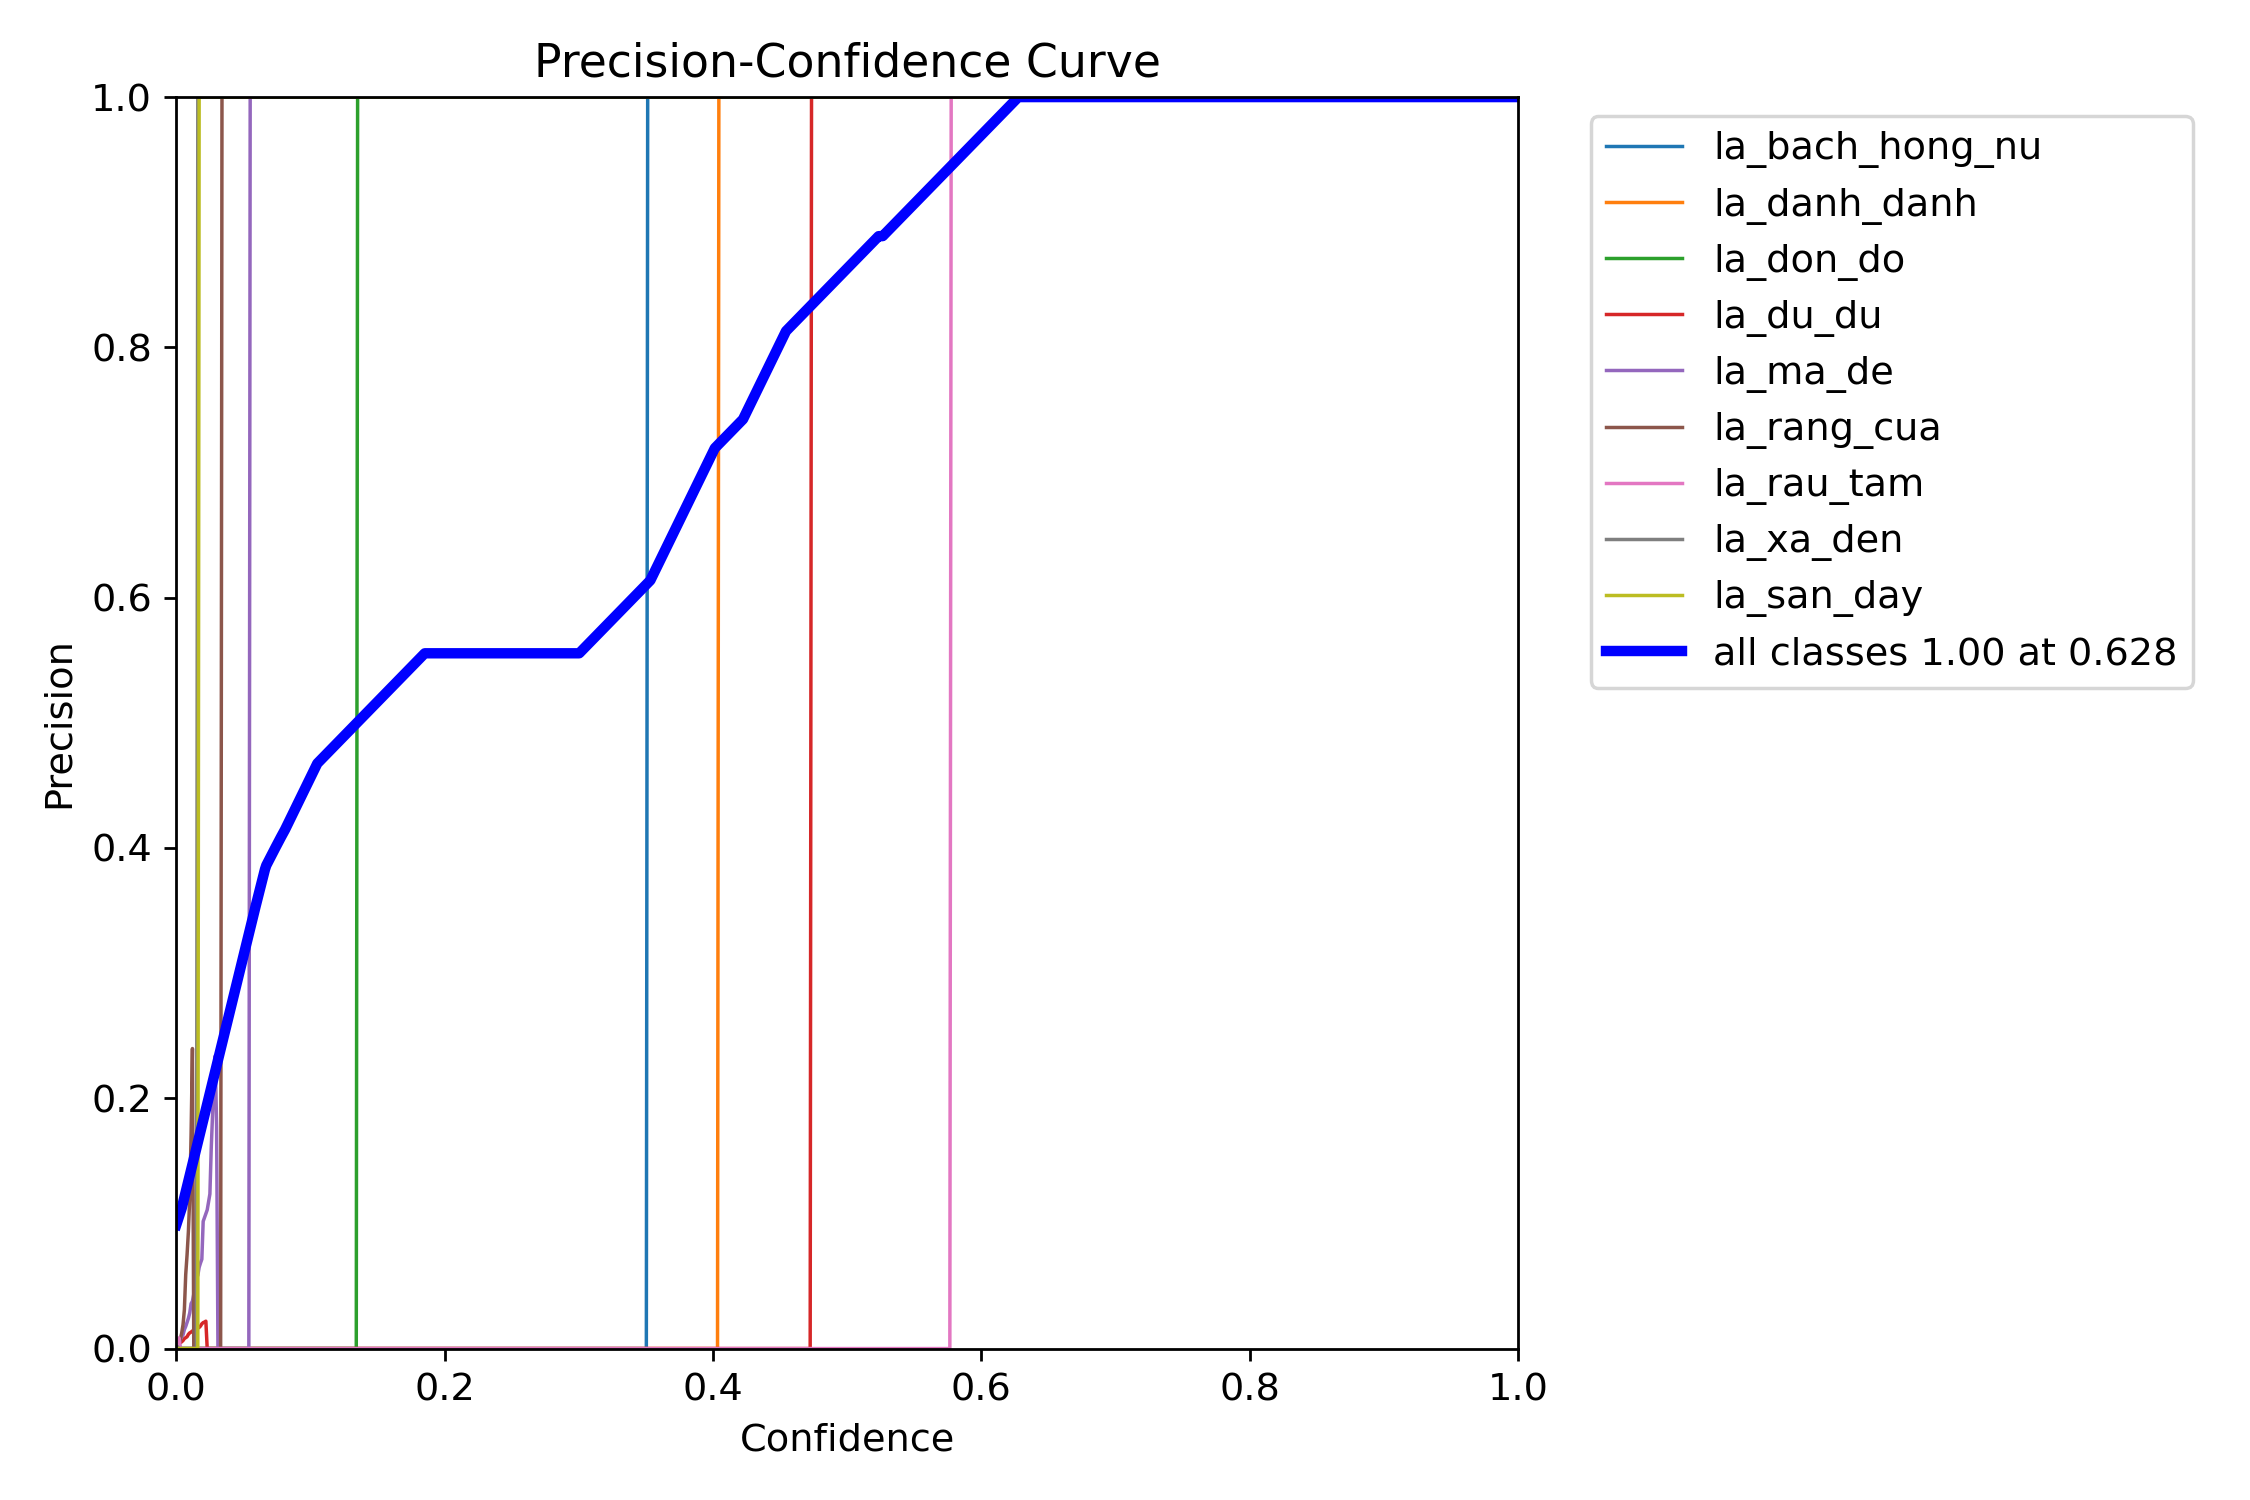 Precision-Confidence Curve
1.0
0.8
0.6
0.4
0.2
0.0
Precision
0.0 0.2 0.4 0.6 0.8 1.0
Confidence
la_bach_hong_nu
la_danh_danh
la_don_do
la_du_du
la_ma_de
la_rang_cua
la_rau_tam
la_xa_den
la_san_day
all classes 1.00 at 0.628